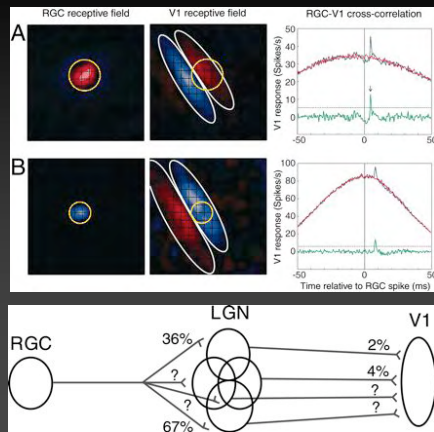 RGC receptive field V1 receptive field RGC-V1 cross-correlation
A
V1 response (Spikes/s)
50
40
30
20
10
0
-50 0 50
B
V1 response (Spikes/s)
100
80
60
40
20
0
-50 0 50
Time relative to RGC spike (ms)
RGC LGN V1
36% 2%
? 4%
? ?
67% ?